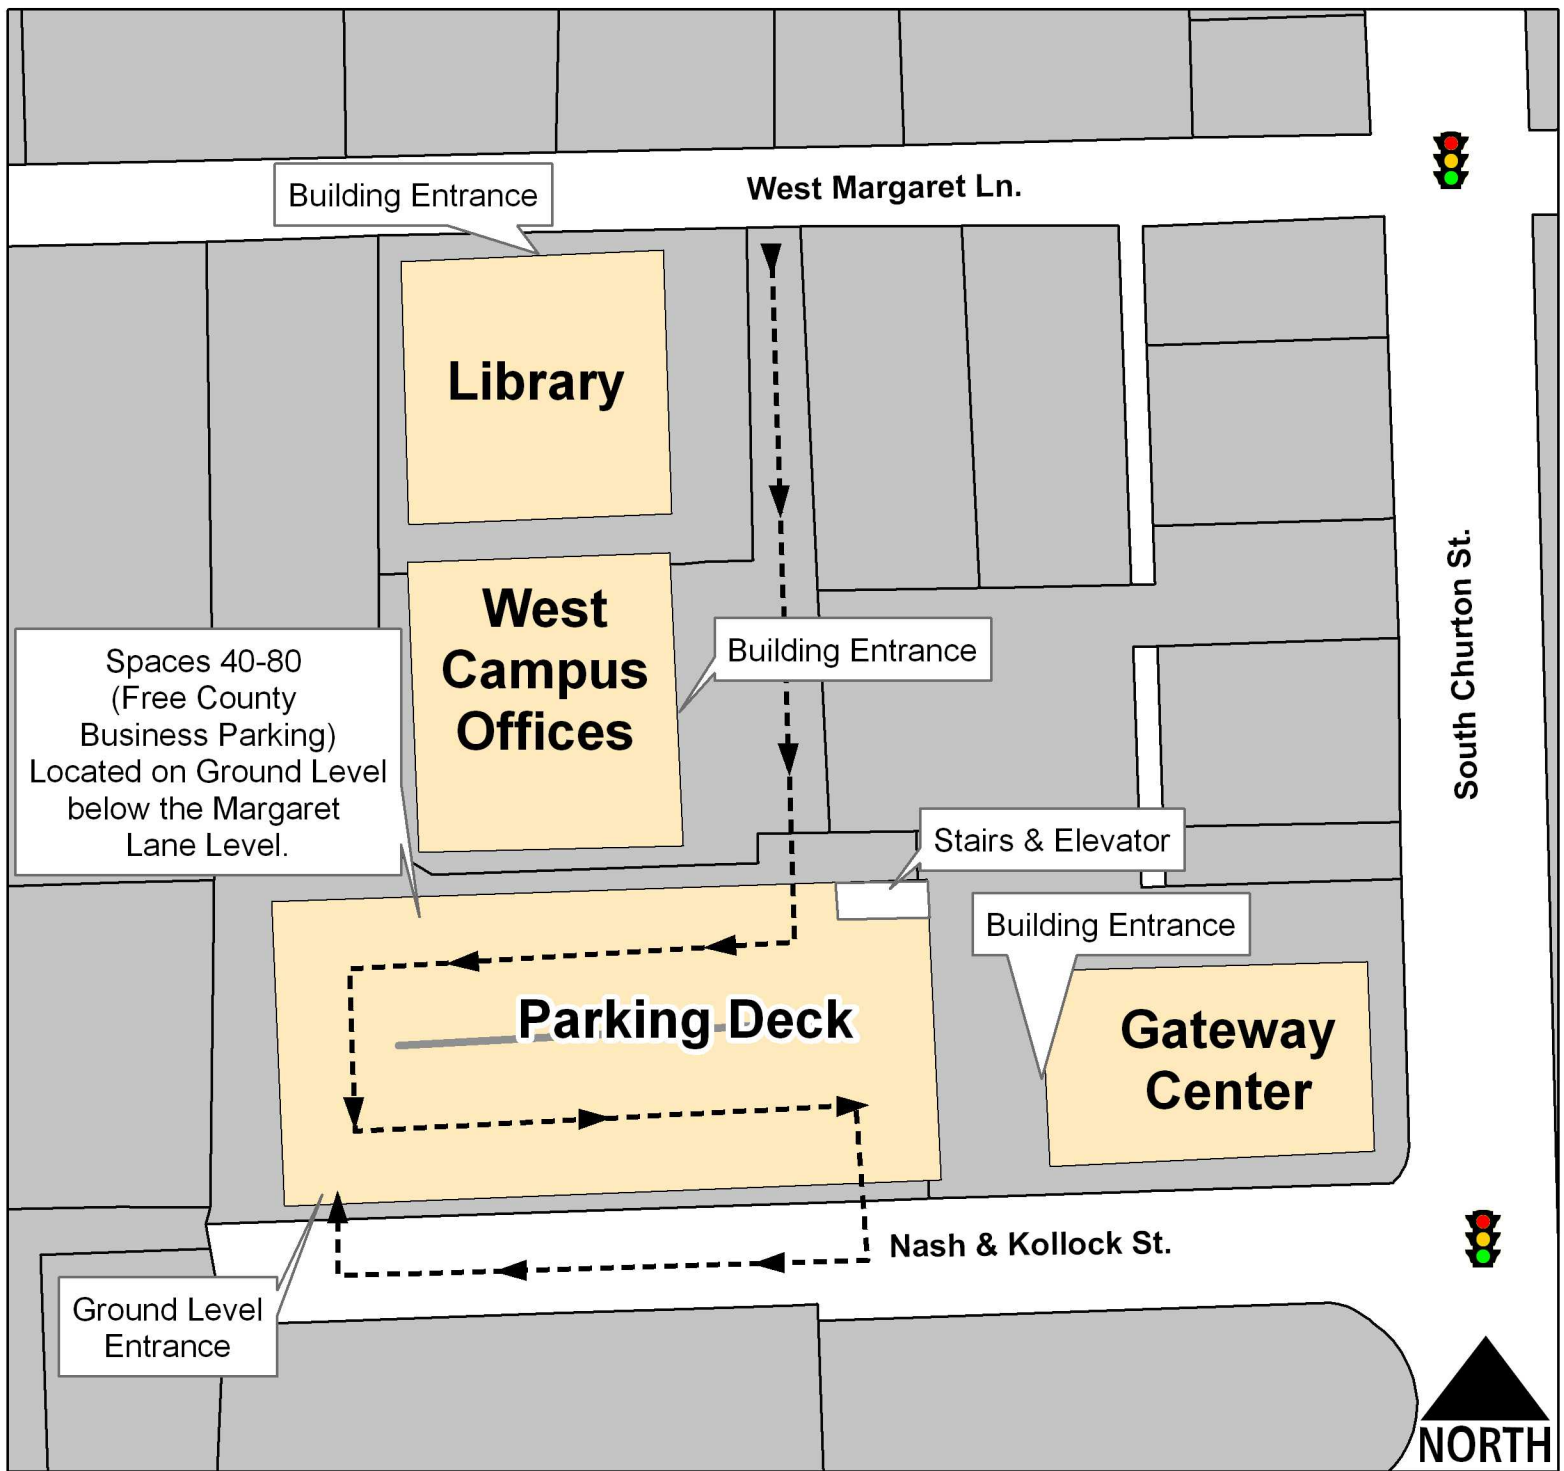 West Margaret Ln.
Building Entrance
Library
South Churton St.
West
Campus
Offices
Building Entrance
Spaces 40-80
(Free County
Business Parking)
Located on Ground Level
below the Margaret
Lane Level.
Stairs & Elevator
Building Entrance
Parking Deck
Gateway
Center
Nash & Kollock St.
Ground Level
Entrance
NORTH